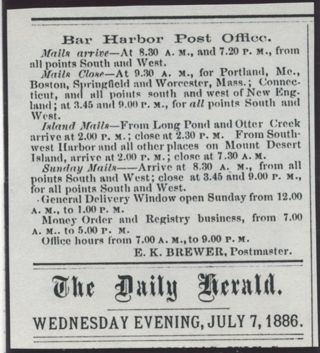 Bar Harbor Post Office.
Mails arrive—At 8.30 A. M., and 7.20 P. M., from
all points South and West.
Mails Close—At 9.30 A. M., for Portland, Me.,
Boston, Springfield and Worcester, Mass.; Connec-
ticut, and all points south and west of New Eng-
land; at 3.45 and 9.00 P. M., for all points South and
West.
Island Mails—From Long Pond and Otter Creek
arrive at 2.00 P. M.; close at 2.30 P. M. From South-
west Harbor and all other places on Mount Desert
Island, arrive at 2.00 P. M.; close at 7.30 A. M.
Sunday Mails——Arrive at 8.30 A. M., from all
points South and West; close at 3.45 and 9.00 P. M.,
for all points South and West.
General Delivery Window open Sunday from 12.00
A. M., to 1.00 P. M.
Money Order and Registry business, from 7.00
A. M.. to 5.00 P. M.
Office hours from 7.00 A. M., to 9.00 P. M.
E. K. BREWER, Postmaster.
The Daily Herald.
WEDNESDAY EVENING, JULY 7, 1886.